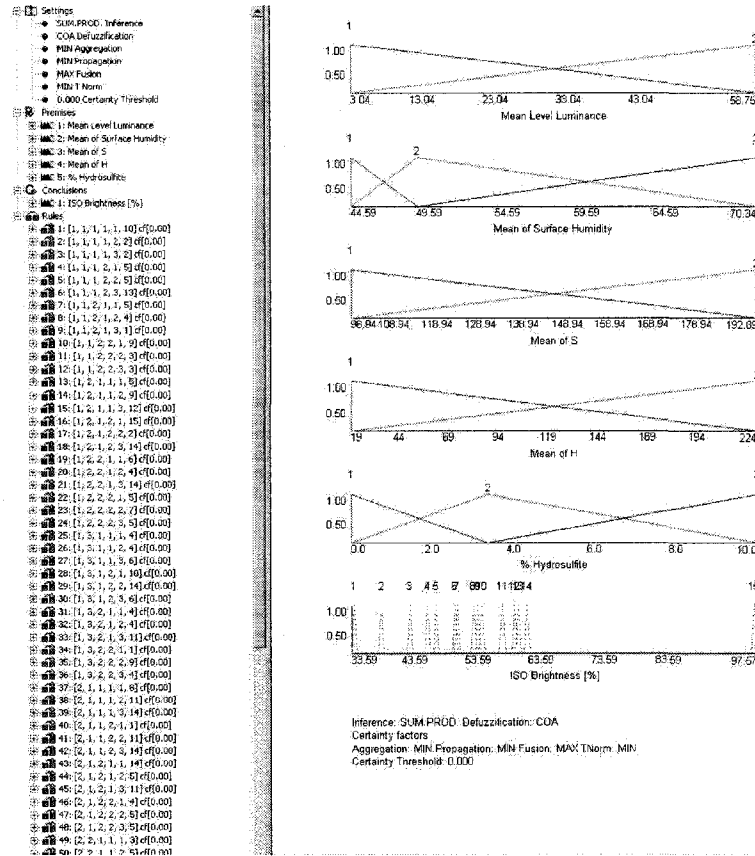 Settings
SUM.PROD. Inference
COA Defuzzification
MIN Aggregation
MIN Propagation
MAX Fusion
MIN T Norm
0.000 Certainty Threshold
Premises
1: Mean Level Luminance
2: Mean of Surface Humidity
3: Mean of S
4: Mean of H
5: % Hydrosulfite
Conclusions
1: ISO Brightness [%]
Rules
1: [1, 1, 1, 1, 1, 10] cf[0.00]
2: [1, 1, 1, 1, 2, 2] cf[0.00]
3: [1, 1, 1, 1, 3, 2] cf[0.00]
4: [1, 1, 1, 2, 1, 5] cf[0.00]
5: [1, 1, 1, 2, 2, 5] cf[0.00]
6: [1, 1, 1, 2, 3, 13] cf[0.00]
7: [1, 1, 2, 1, 1, 5] cf[0.00]
8: [1, 1, 2, 1, 2, 4] cf[0.00]
9: [1, 1, 2, 1, 3, 1] cf[0.00]
10: [1, 1, 2, 2, 1, 9] cf[0.00]
11: [1, 1, 2, 2, 2, 3] cf[0.00]
12: [1, 1, 2, 2, 3, 3] cf[0.00]
13: [1, 2, 1, 1, 1, 5] cf[0.00]
14: [1, 2, 1, 1, 2, 9] cf[0.00]
15: [1, 2, 1, 1, 3, 12] cf[0.00]
16: [1, 2, 1, 2, 1, 15] cf[0.00]
17: [1, 2, 1, 2, 2, 2] cf[0.00]
18: [1, 2, 1, 2, 3, 14] cf[0.00]
19: [1, 2, 2, 1, 1, 6] cf[0.00]
20: [1, 2, 2, 1, 2, 4] cf[0.00]
21: [1, 2, 2, 1, 3, 14] cf[0.00]
22: [1, 2, 2, 2, 1, 5] cf[0.00]
23: [1, 2, 2, 2, 2, 7] cf[0.00]
24: [1, 2, 2, 2, 3, 5] cf[0.00]
25: [1, 3, 1, 1, 1, 4] cf[0.00]
26: [1, 3, 1, 1, 2, 4] cf[0.00]
27: [1, 3, 1, 1, 3, 6] cf[0.00]
28: [1, 3, 1, 2, 1, 10] cf[0.00]
29: [1, 3, 1, 2, 2, 14] cf[0.00]
30: [1, 3, 1, 2, 3, 6] cf[0.00]
31: [1, 3, 2, 1, 1, 4] cf[0.00]
32: [1, 3, 2, 1, 2, 4] cf[0.00]
33: [1, 3, 2, 1, 3, 11] cf[0.00]
34: [1, 3, 2, 2, 1, 1] cf[0.00]
35: [1, 3, 2, 2, 2, 9] cf[0.00]
36: [1, 3, 2, 2, 3, 4] cf[0.00]
37: [2, 1, 1, 1, 1, 8] cf[0.00]
38: [2, 1, 1, 1, 2, 11] cf[0.00]
39: [2, 1, 1, 1, 3, 14] cf[0.00]
40: [2, 1, 1, 2, 1, 1] cf[0.00]
41: [2, 1, 1, 2, 2, 11] cf[0.00]
42: [2, 1, 1, 2, 3, 14] cf[0.00]
43: [2, 1, 2, 1, 1, 14] cf[0.00]
44: [2, 1, 2, 1, 2, 5] cf[0.00]
45: [2, 1, 2, 1, 3, 11] cf[0.00]
46: [2, 1, 2, 2, 1, 4] cf[0.00]
47: [2, 1, 2, 2, 2, 5] cf[0.00]
48: [2, 1, 2, 2, 3, 5] cf[0.00]
49: [2, 2, 1, 1, 1, 3] cf[0.00]
50: [2, 2, 1, 1, 2, 5] cf[0.00]
1
1.00
0.50
3.04 13.04 23.04 33.04 43.04 58.75
Mean Level Luminance
1 2
1.00
0.50
44.59 49.59 54.59 59.59 64.59 70.34
Mean of Surface Humidity
1
1.00
0.50
98.94 108.94 118.94 128.94 138.94 148.94 158.94 168.94 178.94 192.89
Mean of S
1
1.00
0.50
19 44 69 94 119 144 169 194 224
Mean of H
1 2
1.00
0.50
0.0 2.0 4.0 6.0 8.0 10.0
% Hydrosulfite
1 2 3 4 5
1.00
0.50
33.59 43.59 53.59 63.59 73.59 83.59 97.57
ISO Brightness [%]
Inference: SUM.PROD. Defuzzification: COA
Certainty factors
Aggregation: MIN Propagation: MIN Fusion: MAX TNorm: MIN
Certainty Threshold: 0.000